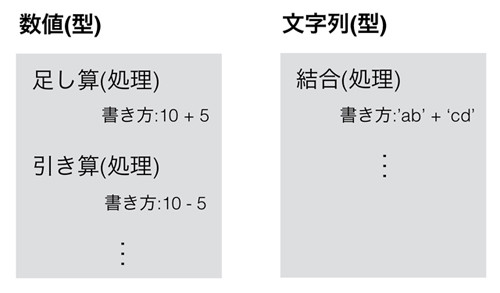 数値(型)
足し算(処理)
書き方:10 + 5
引き算(処理)
書き方:10 - 5
⋮
文字列(型)
結合(処理)
書き方:’ab’ + ‘cd’
⋮